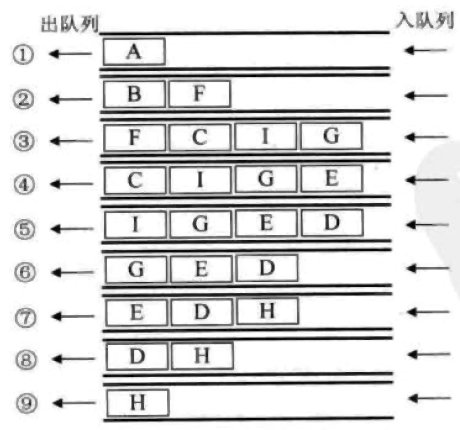 出队列 入队列
① A
② B F
③ F C I G
④ C I G E
⑤ I G E D
⑥ G E D
⑦ E D H
⑧ D H
⑨ H